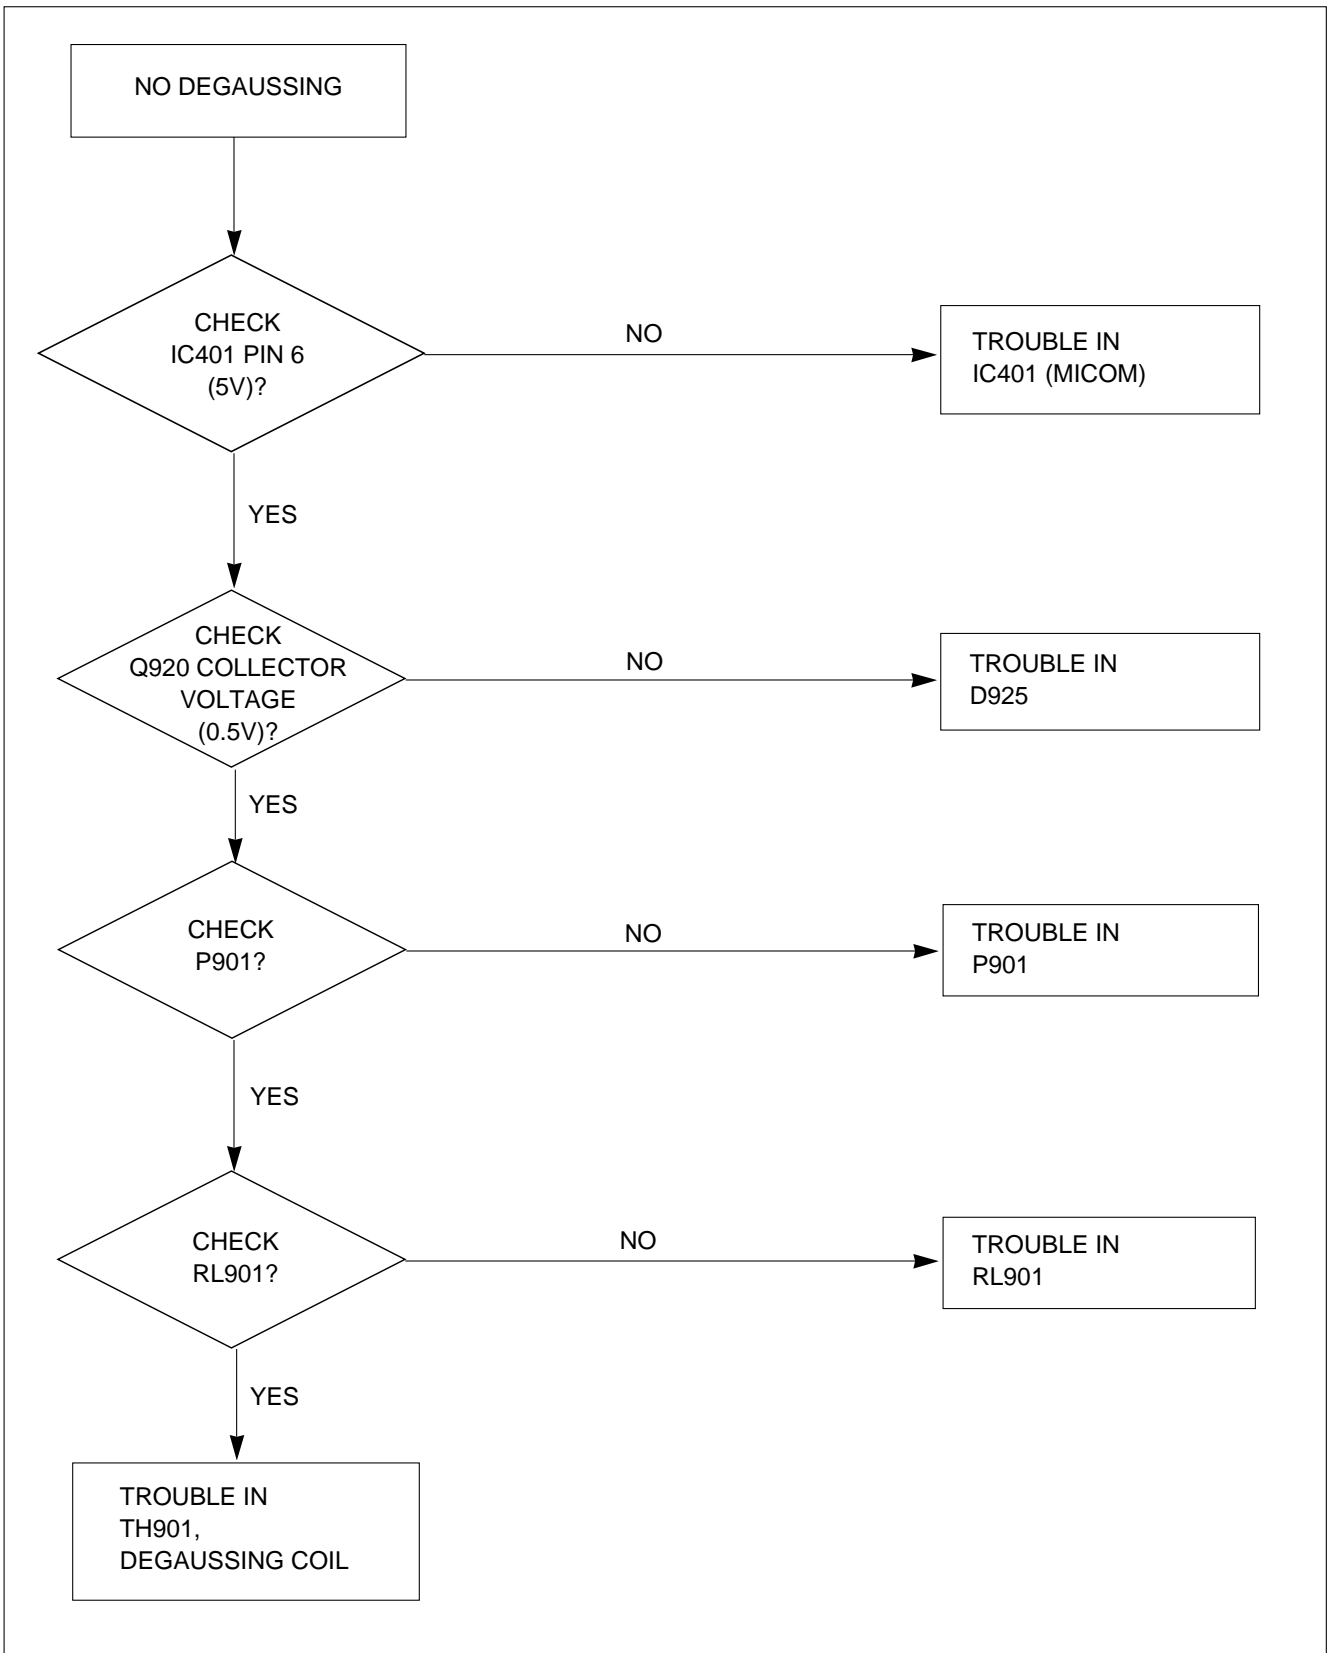 NO DEGAUSSING
CHECK
IC401 PIN 6
(5V)?
NO
TROUBLE IN
IC401 (MICOM)
YES
CHECK
Q920 COLLECTOR
VOLTAGE
(0.5V)?
NO
TROUBLE IN
D925
YES
CHECK
P901?
NO
TROUBLE IN
P901
YES
CHECK
RL901?
NO
TROUBLE IN
RL901
YES
TROUBLE IN
TH901,
DEGAUSSING COIL